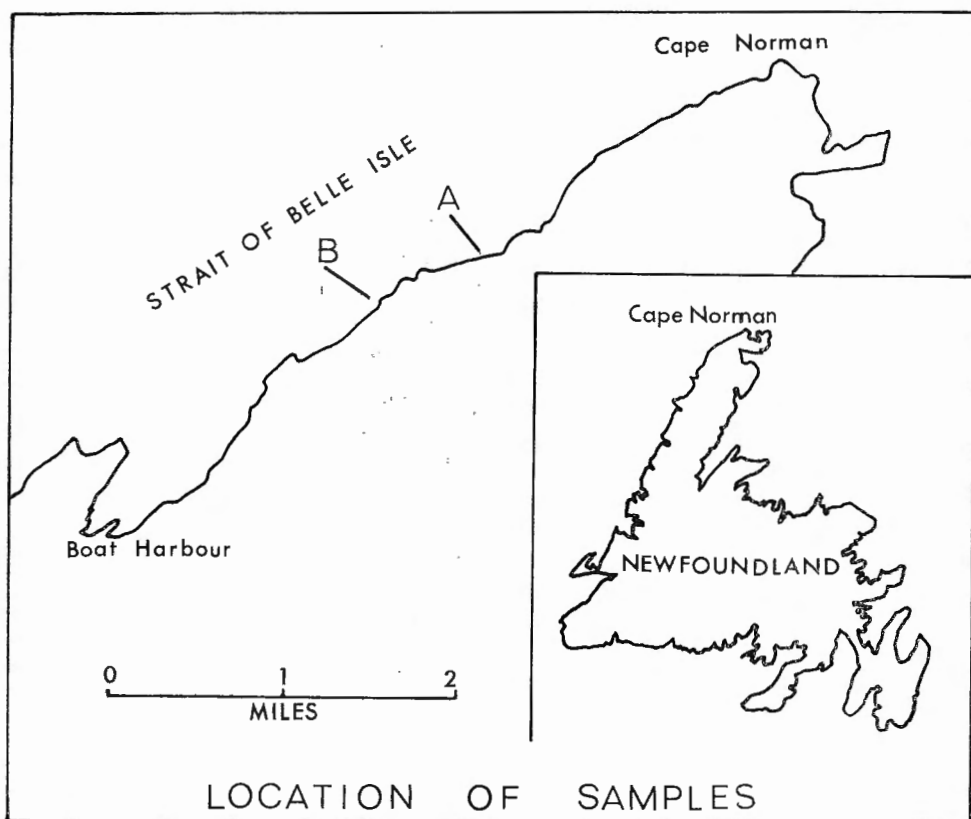 Cape Norman
STRAIT OF BELLE ISLE
A
B
Cape Norman
NEWFOUNDLAND
Boat Harbour
0 1 2
MILES
LOCATION OF SAMPLES